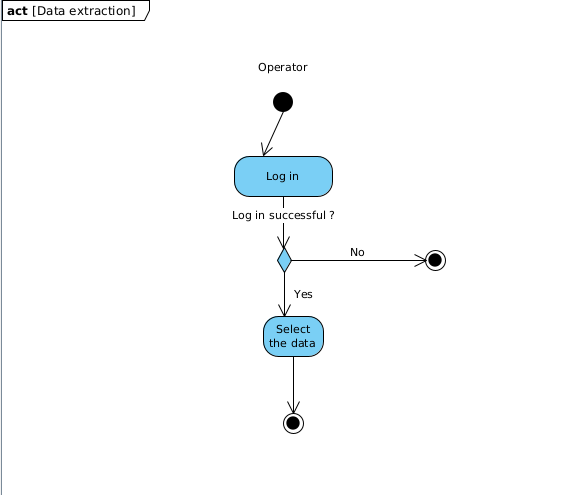 act [Data extraction]
Operator
Log in
Log in successful ?
No
Yes
Select
the data